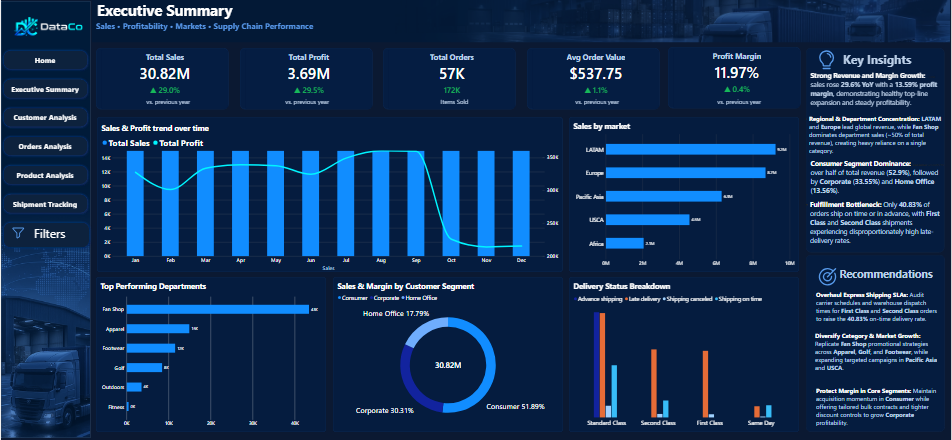 DataCo
Executive Summary
Sales • Profitability • Markets • Supply Chain Performance
Home
Executive Summary
Customer Analysis
Orders Analysis
Product Analysis
Shipment Tracking
Filters
Total Sales
30.82M
▲ 29.0%
vs. previous year
Total Profit
3.69M
▲ 29.5%
vs. previous year
Total Orders
57K
172K
Items Sold
Avg Order Value
$537.75
▲ 1.1%
vs. previous year
Profit Margin
11.97%
▲ 0.4%
vs. previous year
Sales & Profit trend over time
Total Sales Total Profit
14K
12K
10K
8K
6K
4K
2K
0K
350K
300K
250K
200K
Jan Feb Mar Apr May Jun Jul Aug Sep Oct Nov Dec
Sales
Sales by market
LATAM
Europe
Pacific Asia
USCA
Africa
0M 2M 4M 6M 8M 10M
Top Performing Departments
Fan Shop
Apparel
Footwear
Golf
Outdoors
Fitness
0K 10K 20K 30K 40K
Sales & Margin by Customer Segment
Consumer Corporate Home Office
Home Office 17.79%
30.82M
Corporate 30.31%
Consumer 51.89%
Delivery Status Breakdown
Advance shipping Late delivery Shipping canceled Shipping on time
Standard Class Second Class First Class Same Day
Key Insights
Strong Revenue and Margin Growth:
sales rose 29.6% YoY with a 13.59% profit
margin, demonstrating healthy top-line
expansion and steady profitability.
Regional & Department Concentration: LATAM
and Europe lead global revenue, while Fan Shop
dominates department sales (~50% of total
revenue), creating heavy reliance on a single
category.
Consumer Segment Dominance:
over half of total revenue (52.9%), followed
by Corporate (33.55%) and Home Office
(13.56%).
Fulfillment Bottleneck: Only 40.83% of
orders ship on time or in advance, with First
Class and Second Class shipments
experiencing disproportionately high late-
delivery rates.
Recommendations
Overhaul Express Shipping SLAs: Audit
carrier schedules and warehouse dispatch
times for First Class and Second Class orders
to raise the 40.83% on-time delivery rate.
Diversify Category & Market Growth:
Replicate Fan Shop promotional strategies
across Apparel, Golf, and Footwear, while
expanding targeted campaigns in Pacific Asia
and USCA.
Protect Margin in Core Segments: Maintain
acquisition momentum in Consumer while
offering tailored bulk contracts and tighter
discount controls to grow Corporate
profitability.